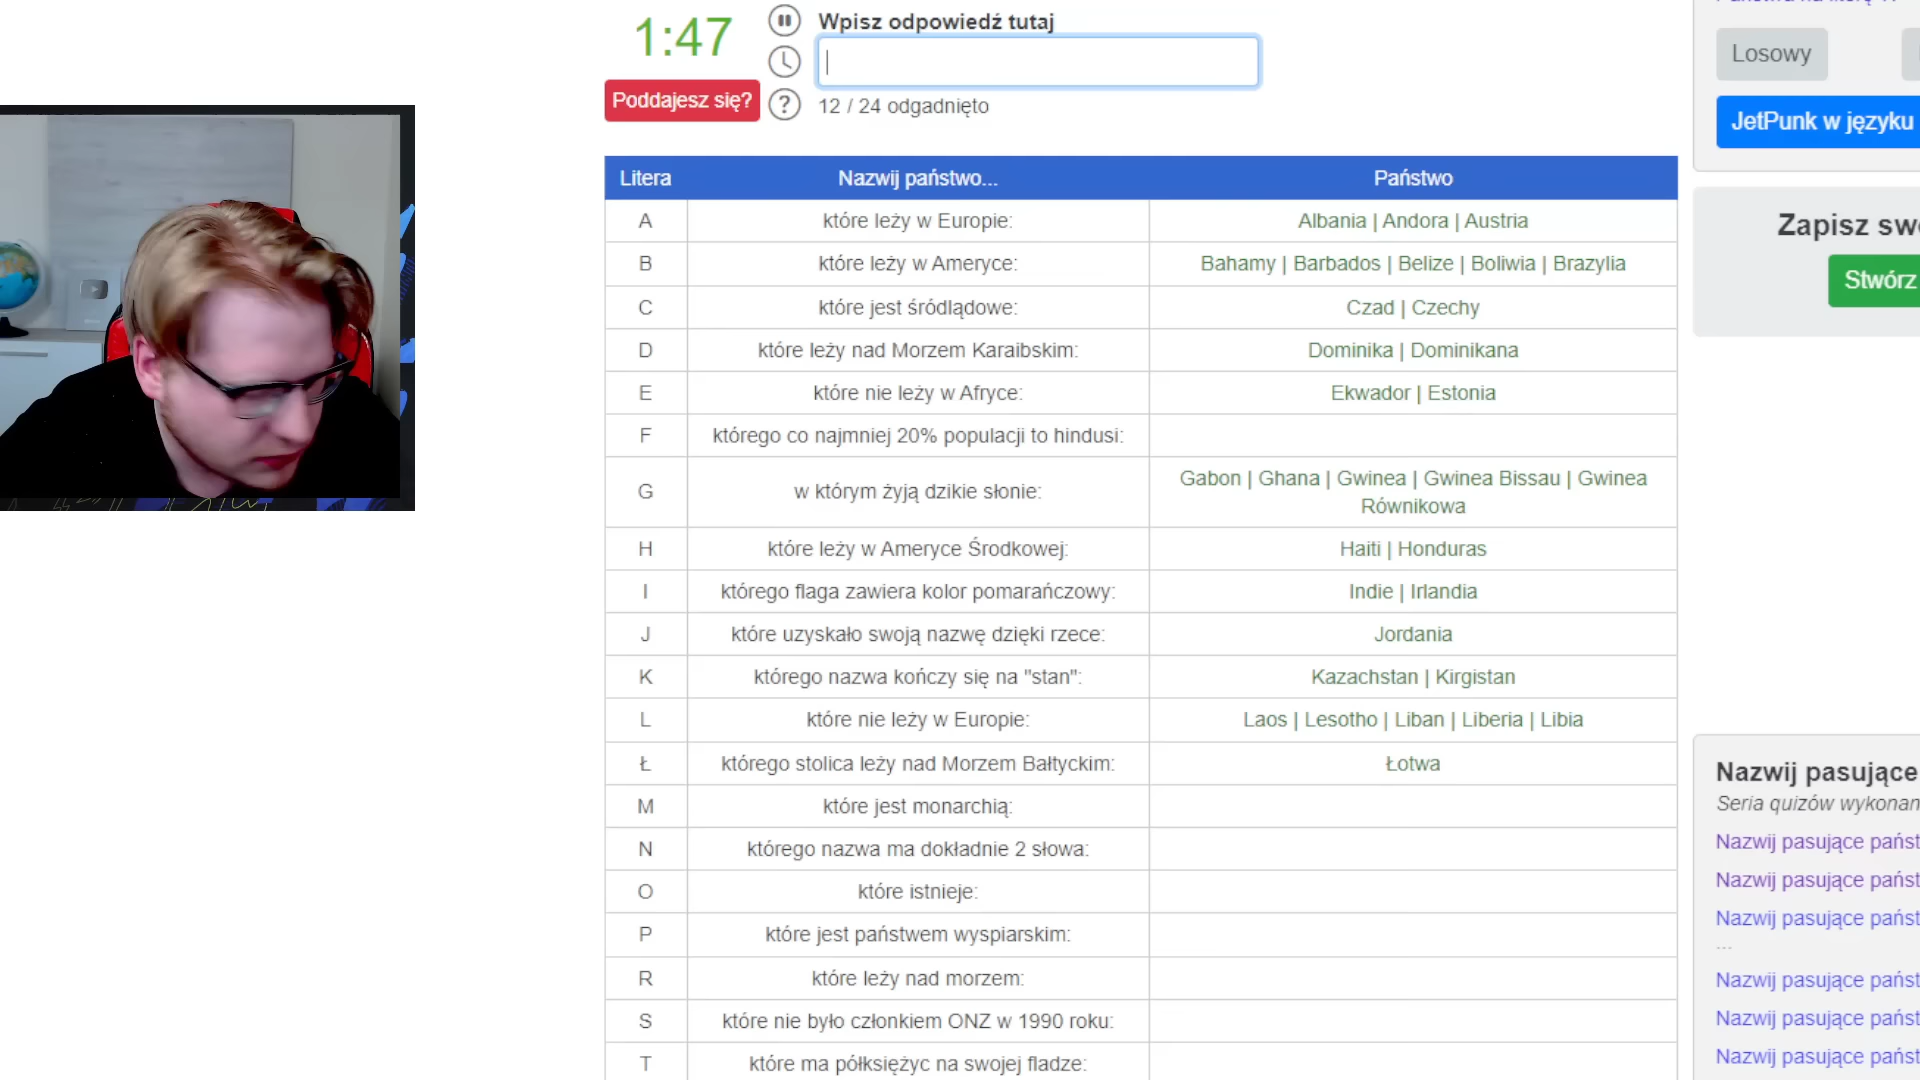 1:47
Wpisz odpowiedź tutaj
Poddajesz się?
?
12 / 24 odgadnięto
Litera Nazwij państwo... Państwo
A które leży w Europie: Albania | Andora | Austria
B które leży w Ameryce: Bahamy | Barbados | Belize | Boliwia | Brazylia
C które jest śródlądowe: Czad | Czechy
D które leży nad Morzem Karaibskim: Dominika | Dominikana
E które nie leży w Afryce: Ekwador | Estonia
F którego co najmniej 20% populacji to hindusi:
G w którym żyją dzikie słonie: Gabon | Ghana | Gwinea | Gwinea Bissau | Gwinea
Równikowa
H które leży w Ameryce Środkowej: Haiti | Honduras
I którego flaga zawiera kolor pomarańczowy: Indie | Irlandia
J które uzyskało swoją nazwę dzięki rzece: Jordania
K którego nazwa kończy się na "stan": Kazachstan | Kirgistan
L które nie leży w Europie: Laos | Lesotho | Liban | Liberia | Libia
Ł którego stolica leży nad Morzem Bałtyckim: Łotwa
M które jest monarchią:
N którego nazwa ma dokładnie 2 słowa:
O które istnieje:
P które jest państwem wyspiarskim:
R które leży nad morzem:
S które nie było członkiem ONZ w 1990 roku:
T które ma półksiężyc na swojej fladze:
Losowy
JetPunk w języku
Zapisz sw
Stwórz
Nazwij pasujące
Seria quizów wykonan
Nazwij pasujące państ
Nazwij pasujące państ
Nazwij pasujące państ
...
Nazwij pasujące państ
Nazwij pasujące państ
Nazwij pasujące państ